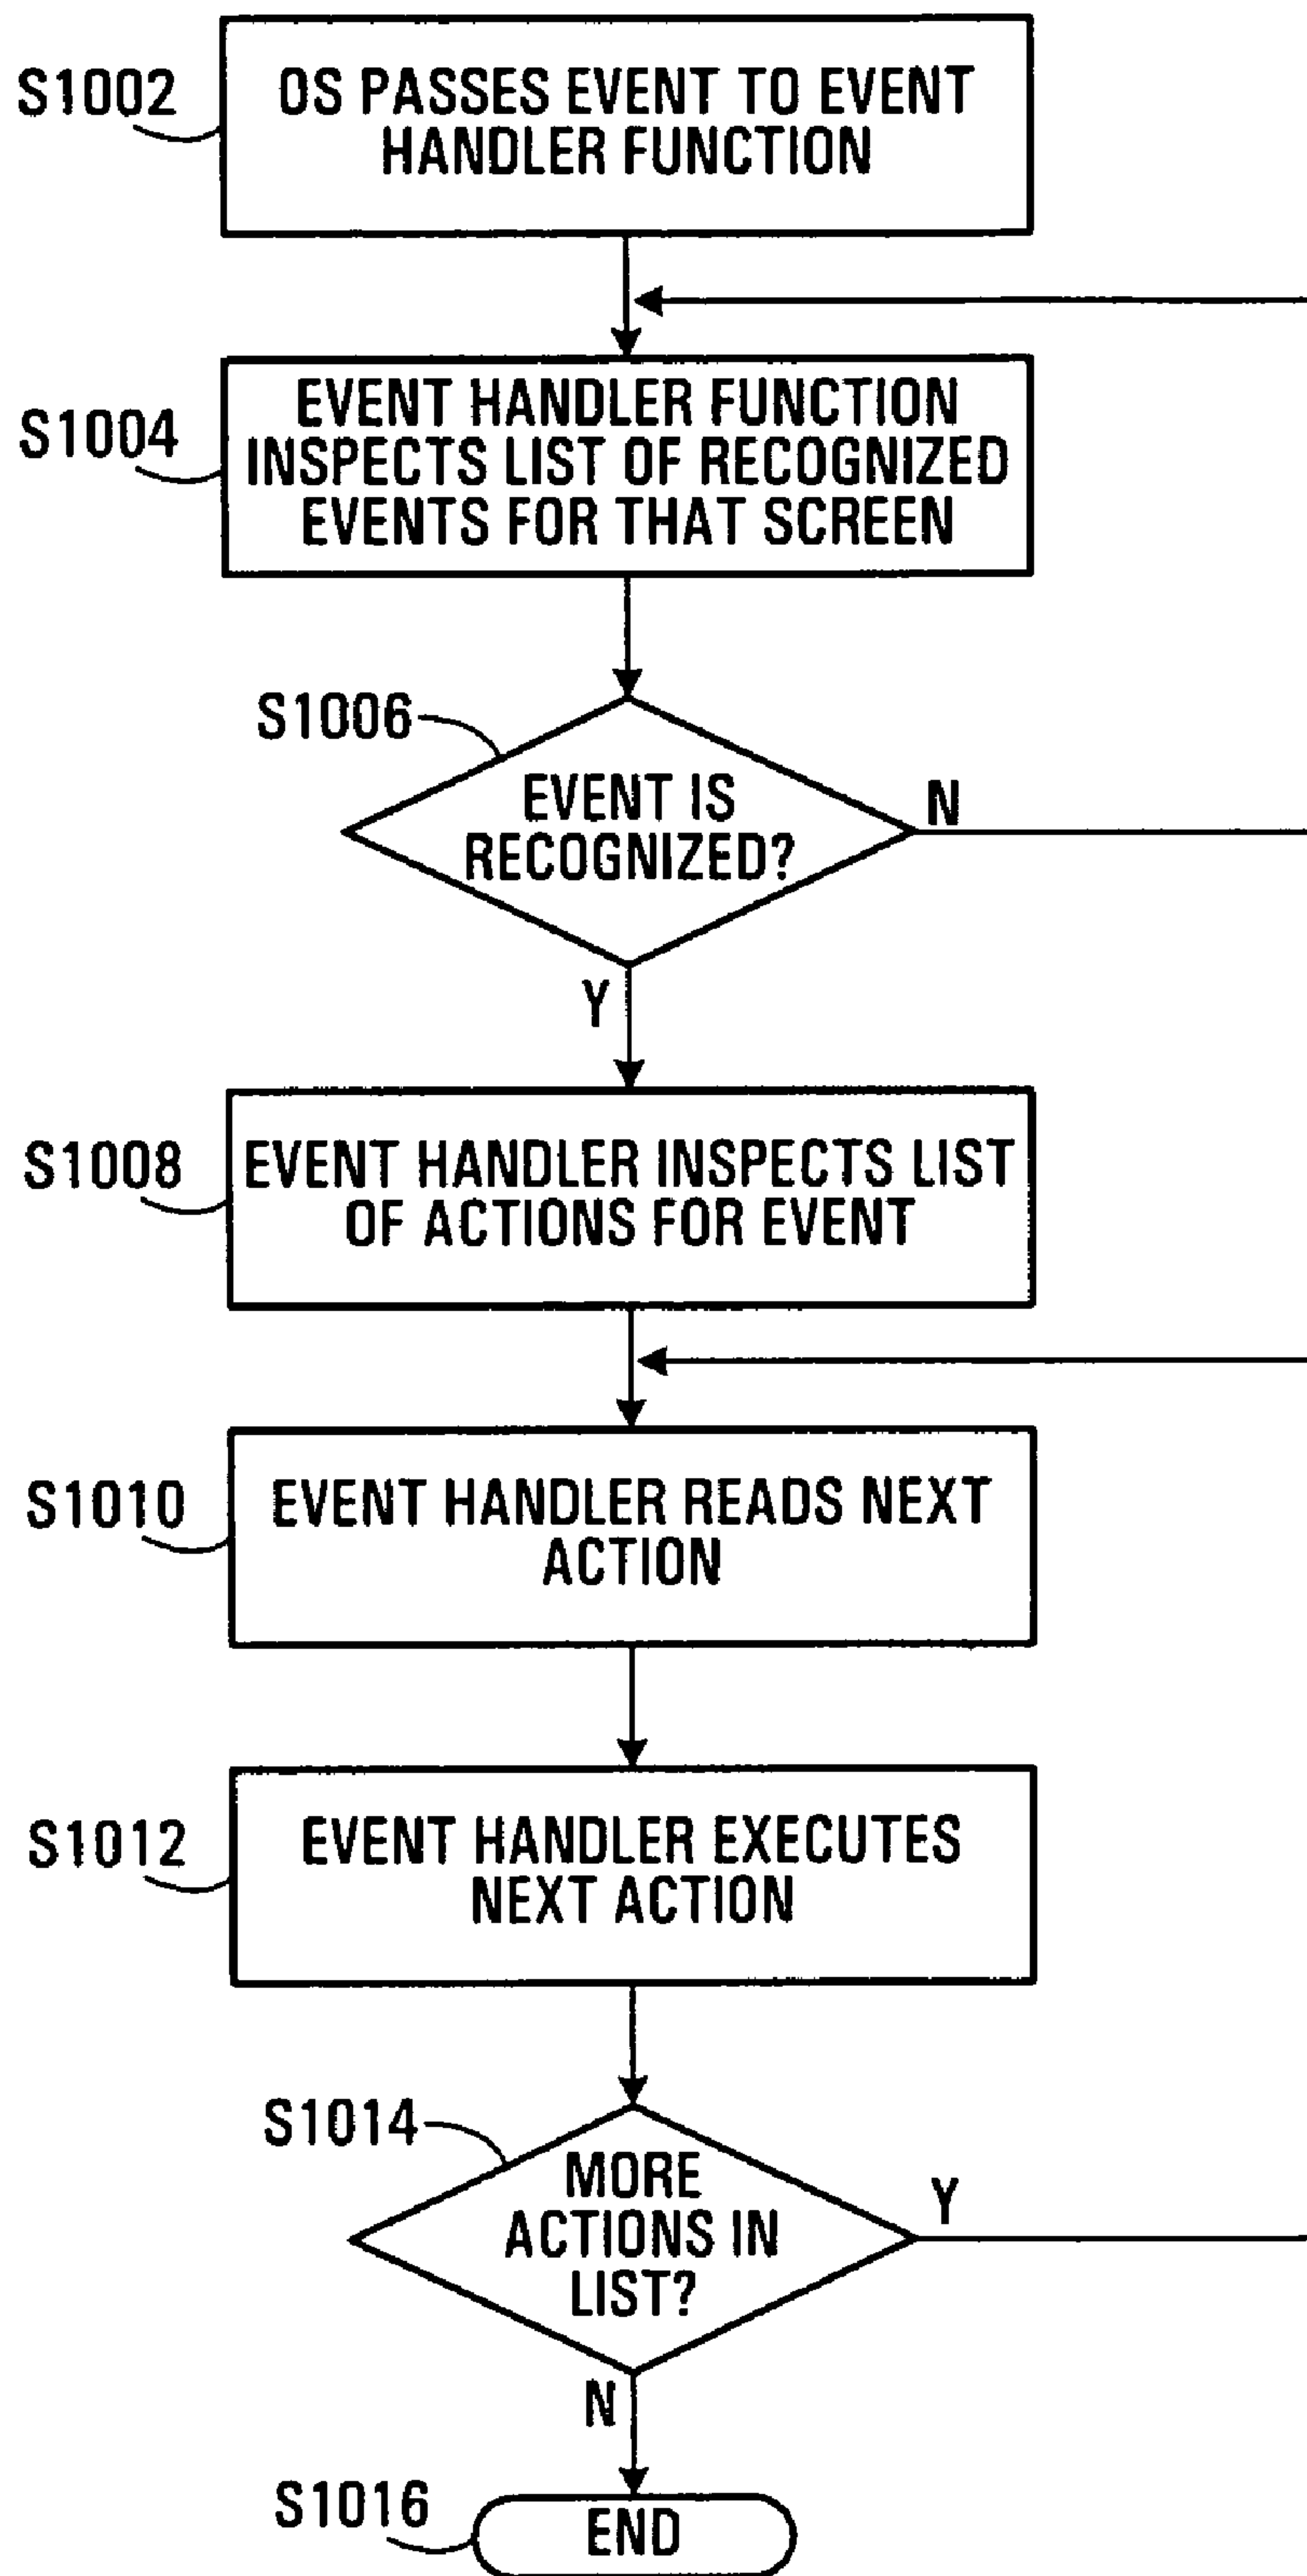 S1002
OS PASSES EVENT TO EVENT
HANDLER FUNCTION
S1004
EVENT HANDLER FUNCTION
INSPECTS LIST OF RECOGNIZED
EVENTS FOR THAT SCREEN
S1006
EVENT IS
RECOGNIZED?
N
Y
S1008
EVENT HANDLER INSPECTS LIST
OF ACTIONS FOR EVENT
S1010
EVENT HANDLER READS NEXT
ACTION
S1012
EVENT HANDLER EXECUTES
NEXT ACTION
S1014
MORE
ACTIONS IN
LIST?
Y
N
S1016
END